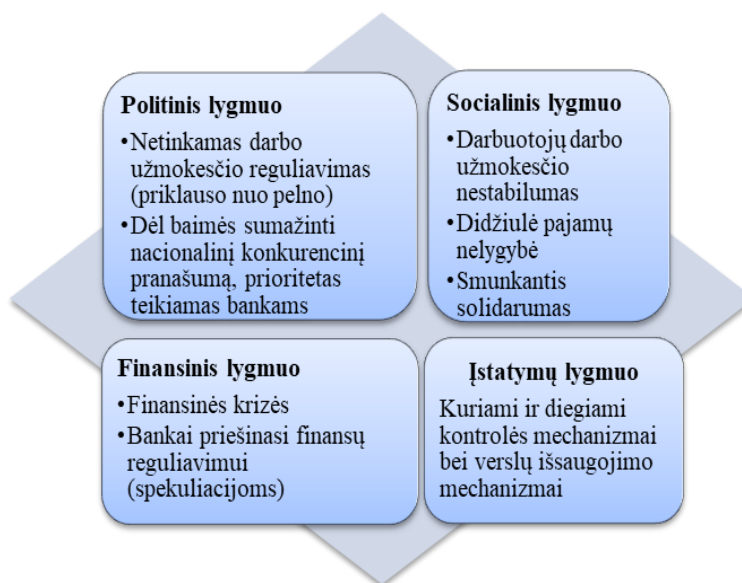 Politinis lygmuo
•Netinkamas darbo
užmokesčio reguliavimas
(priklauso nuo pelno)
•Dėl baimės sumažinti
nacionalinį konkurencinį
pranašumą, prioritetas
teikiamas bankams
Socialinis lygmuo
•Darbuotojų darbo
užmokesčio
nestabilumas
•Didžiulė pajamų
nelygybė
•Smunkantis
solidarumas
Finansinis lygmuo
•Finansinės krizės
•Bankai priešinasi finansų
reguliavimui
(spekuliacijoms)
Įstatymų lygmuo
Kuriami ir diegiami
kontrolės mechanizmai
bei verslų išsaugojimo
mechanizmai